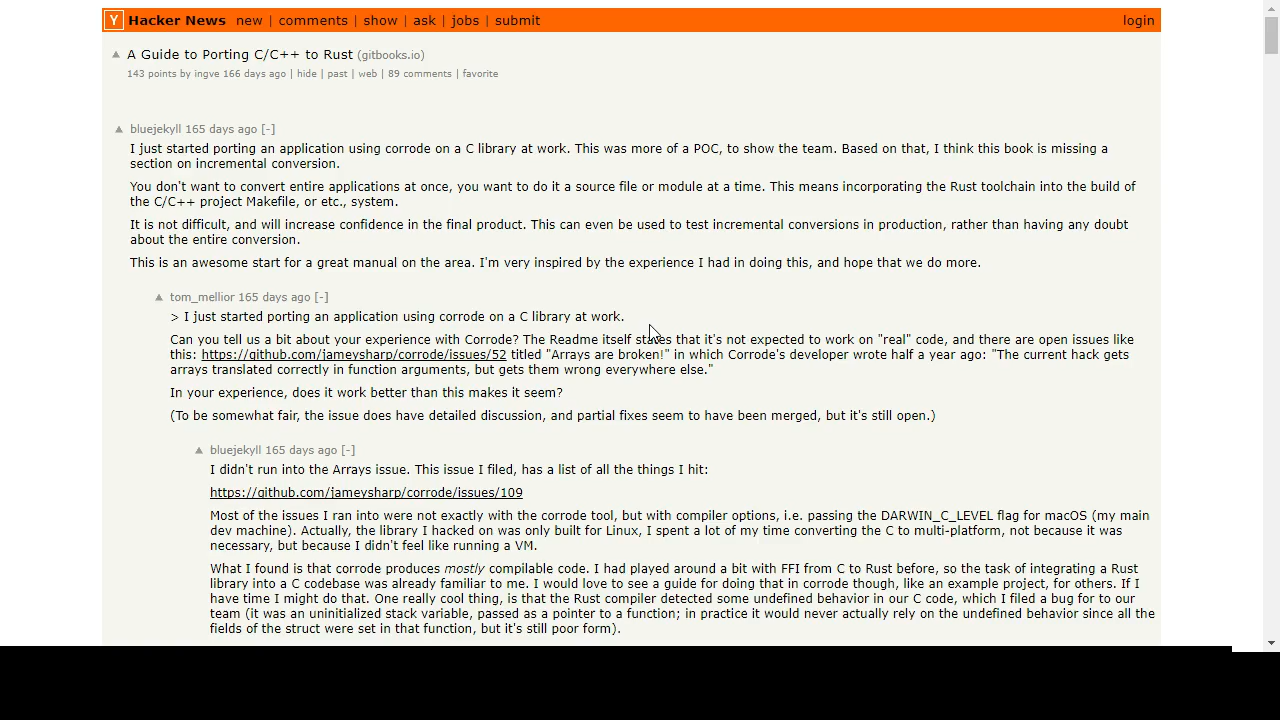 Y Hacker News new | comments | show | ask | jobs | submit login
A Guide to Porting C/C++ to Rust (gitbooks.io)
143 points by ingve 166 days ago | hide | past | web | 89 comments | favorite
bluejekyll 165 days ago [-]
I just started porting an application using corrode on a C library at work. This was more of a POC, to show the team. Based on that, I think this book is missing a
section on incremental conversion.
You don't want to convert entire applications at once, you want to do it a source file or module at a time. This means incorporating the Rust toolchain into the build of
the C/C++ project Makefile, or etc., system.
It is not difficult, and will increase confidence in the final product. This can even be used to test incremental conversions in production, rather than having any doubt
about the entire conversion.
This is an awesome start for a great manual on the area. I'm very inspired by the experience I had in doing this, and hope that we do more.
tom_mellior 165 days ago [-]
> I just started porting an application using corrode on a C library at work.
Can you tell us a bit about your experience with Corrode? The Readme itself states that it's not expected to work on "real" code, and there are open issues like
this: https://github.com/jameysharp/corrode/issues/52 titled "Arrays are broken!" in which Corrode's developer wrote half a year ago: "The current hack gets
arrays translated correctly in function arguments, but gets them wrong everywhere else."
In your experience, does it work better than this makes it seem?
(To be somewhat fair, the issue does have detailed discussion, and partial fixes seem to have been merged, but it's still open.)
bluejekyll 165 days ago [-]
I didn't run into the Arrays issue. This issue I filed, has a list of all the things I hit:
https://github.com/jameysharp/corrode/issues/109
Most of the issues I ran into were not exactly with the corrode tool, but with compiler options, i.e. passing the DARWIN_C_LEVEL flag for macOS (my main
dev machine). Actually, the library I hacked on was only built for Linux, I spent a lot of my time converting the C to multi-platform, not because it was
necessary, but because I didn't feel like running a VM.
What I found is that corrode produces mostly compilable code. I had played around a bit with FFI from C to Rust before, so the task of integrating a Rust
library into a C codebase was already familiar to me. I would love to see a guide for doing that in corrode though, like an example project, for others. If I
have time I might do that. One really cool thing, is that the Rust compiler detected some undefined behavior in our C code, which I filed a bug for to our
team (it was an uninitialized stack variable, passed as a pointer to a function; in practice it would never actually rely on the undefined behavior since all the
fields of the struct were set in that function, but it's still poor form).